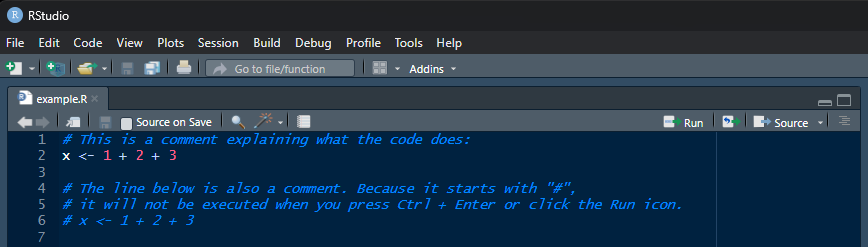 R RStudio
File Edit Code View Plots Session Build Debug Profile Tools Help
Go to file/function Addins
example.R
Source on Save Run Source
1 # This is a comment explaining what the code does:
2 x <- 1 + 2 + 3
3
4 # The line below is also a comment. Because it starts with "#",
5 # it will not be executed when you press Ctrl + Enter or click the Run icon.
6 # x <- 1 + 2 + 3
7